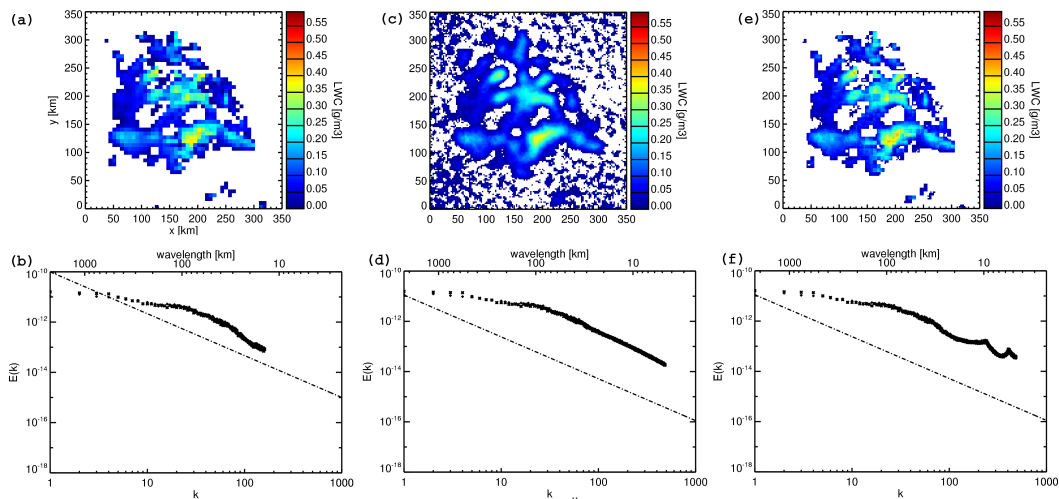 (a)
350
300
250
200
150
100
50
0
y [km]
0 50 100 150 200 250 300 350
x [km]
0.55
0.50
0.45
0.40
0.35
0.30
0.25
0.20
0.15
0.10
0.05
0.00
LWC [g/m3]
(c)
350
300
250
200
150
100
50
0
0 50 100 150 200 250 300 350
0.55
0.50
0.45
0.40
0.35
0.30
0.25
0.20
0.15
0.10
0.05
0.00
LWC [g/m3]
(e)
350
300
250
200
150
100
50
0
0 50 100 150 200 250 300 350
0.55
0.50
0.45
0.40
0.35
0.30
0.25
0.20
0.15
0.10
0.05
0.00
LWC [g/m3]
(b)
wavelength [km]
1000 100 10
10-10
10-12
10-14
10-16
10-18
E(k)
1 10 100 1000
k
(d)
wavelength [km]
1000 100 10
10-10
10-12
10-14
10-16
10-18
E(k)
1 10 100 1000
k
(f)
wavelength [km]
1000 100 10
10-10
10-12
10-14
10-16
10-18
E(k)
1 10 100 1000
k